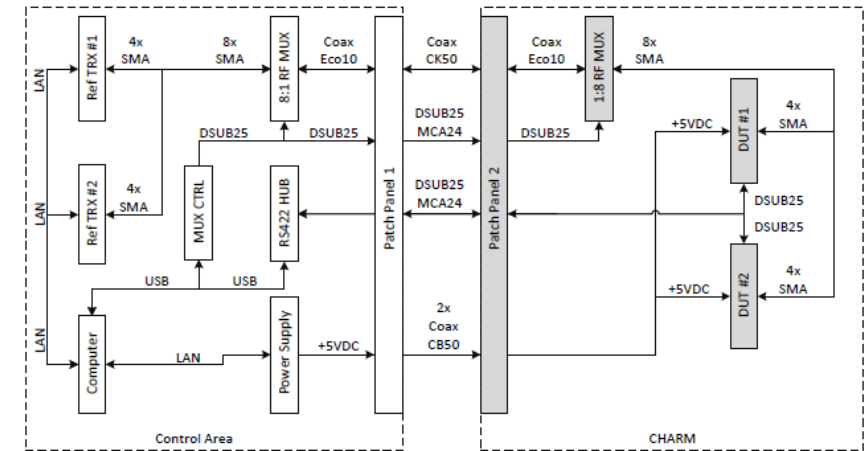 LAN
Ref TRX #1
4x
SMA
8x
SMA
8:1 RF MUX
Coax
Eco10
Coax
CK50
Coax
Eco10
1:8 RF MUX
8x
SMA
DSUB25
DSUB25
DSUB25
MCA24
DSUB25
+5VDC
DUT #1
4x
SMA
LAN
Ref TRX #2
4x
SMA
MUX CTRL
RS422 HUB
Patch Panel 1
DSUB25
MCA24
Patch Panel 2
DSUB25
DSUB25
USB
USB
+5VDC
DUT #2
4x
SMA
LAN
Computer
LAN
Power Supply
+5VDC
2x
Coax
CB50
Control Area
CHARM